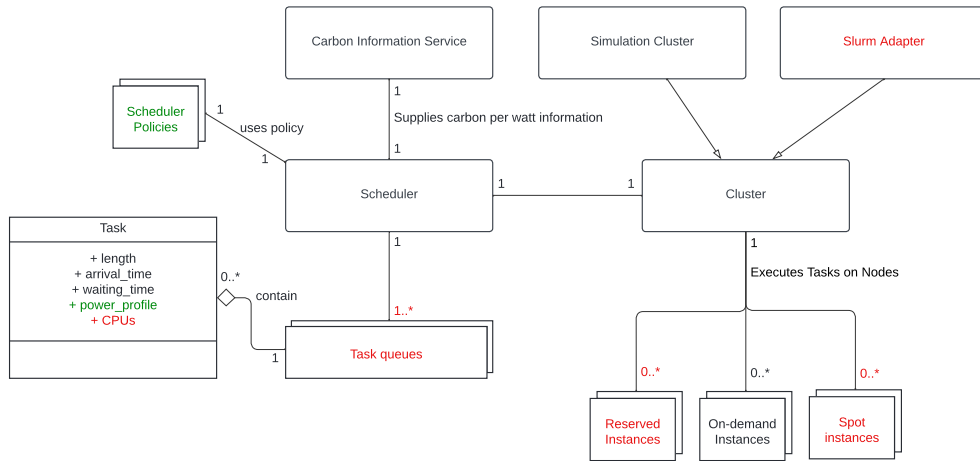 Carbon Information Service
Simulation Cluster
Slurm Adapter
Scheduler
Policies
1
uses policy
1
1
Supplies carbon per watt information
1
Scheduler
1
1
Cluster
1
1
Executes Tasks on Nodes
Task
+ length
+ arrival_time
+ waiting_time
+ power_profile
+ CPUs
0..*
contain
1
1..*
Task queues
0..*
0..*
0..*
Reserved
Instances
On-demand
Instances
Spot
instances